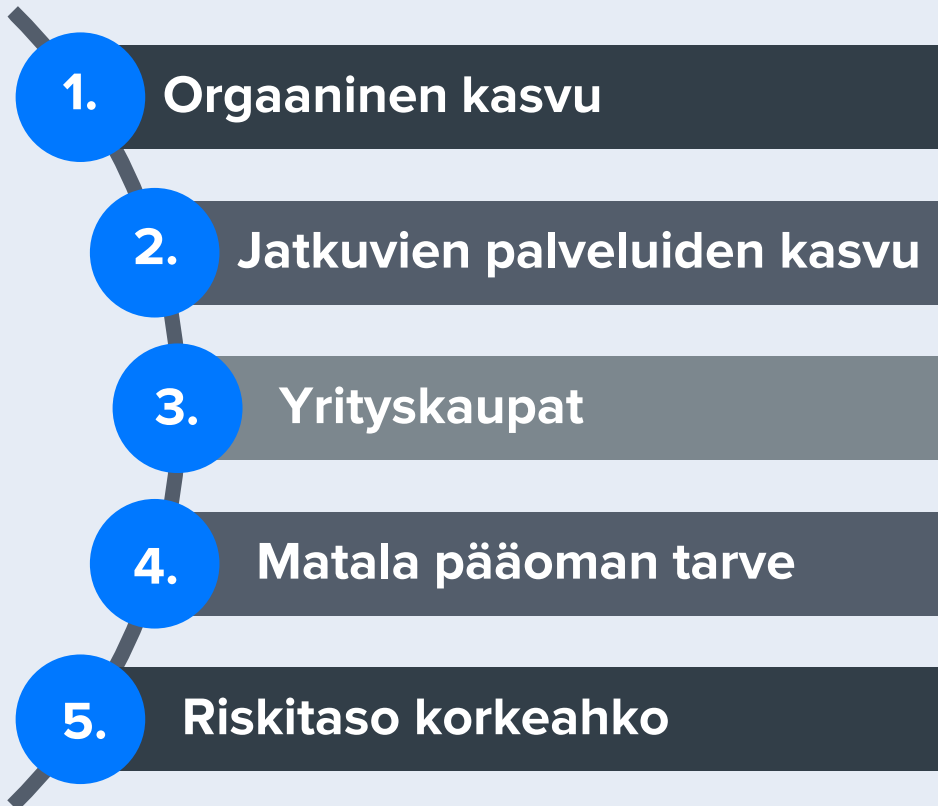 1. Orgaaninen kasvu
2. Jatkuvien palveluiden kasvu
3. Yrityskaupat
4. Matala pääoman tarve
5. Riskitaso korkeahko